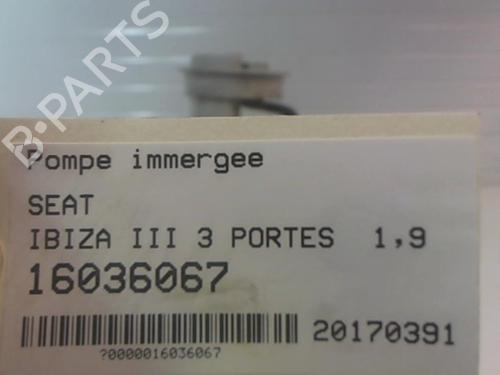 B-PARTS
Pompe immergee
SEAT
IBIZA III 3 PORTES 1,9
16036067
20170391
?0000016036067